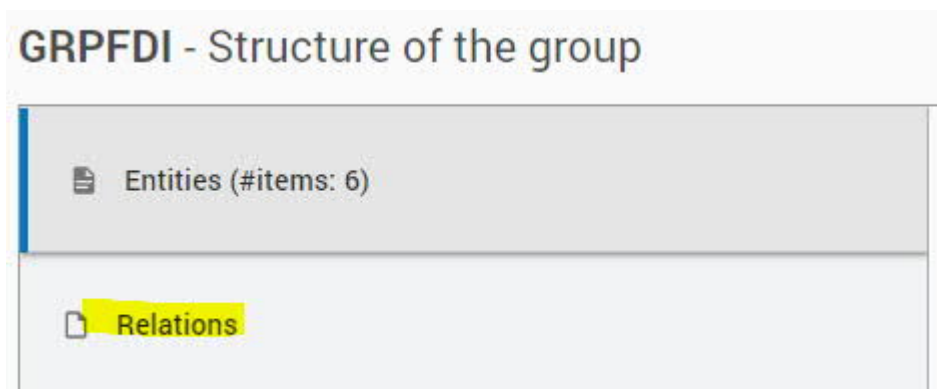 GRPFDI - Structure of the group
Entities (#items: 6)
Relations